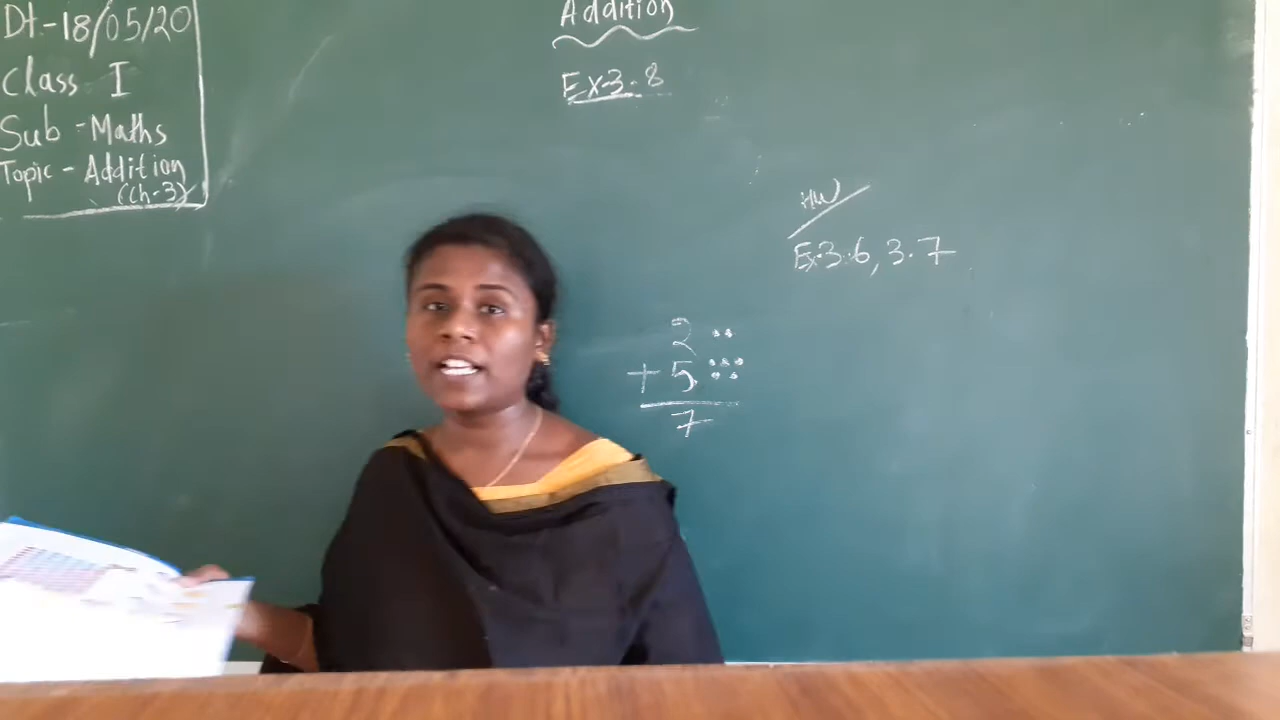 Dt-18/05/20
Class I
Sub - Maths
Topic - Addition
(Ch-3)
Addition
Ex 3.8
HW
Ex.3.6, 3.7
2
+ 5
7